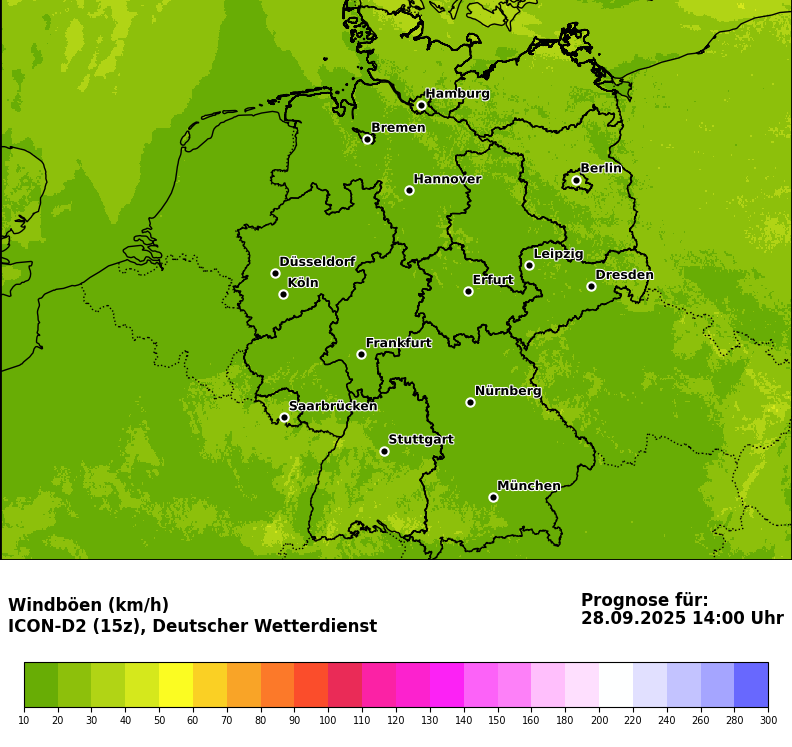 Hamburg
Bremen
Berlin
Hannover
Leipzig
Düsseldorf
Dresden
Köln
Erfurt
Frankfurt
Nürnberg
Saarbrücken
Stuttgart
München
Windböen (km/h)
ICON-D2 (15z), Deutscher Wetterdienst
Prognose für:
28.09.2025 14:00 Uhr
10 20 30 40 50 60 70 80 90 100 110 120 130 140 150 160 180 200 220 240 260 280 300